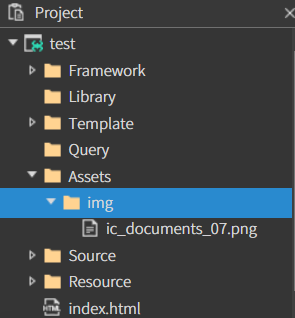 Project
test
Framework
Library
Template
Query
Assets
img
ic_documents_07.png
Source
Resource
index.html